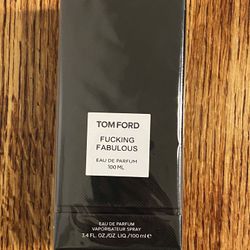 TOM FORD
FUCKING
FABULOUS
EAU DE PARFUM
100 ML
EAU DE PARFUM
VAPORISATEUR SPRAY
3.4 FL.OZ./OZ. LIQ./100 ml ℮